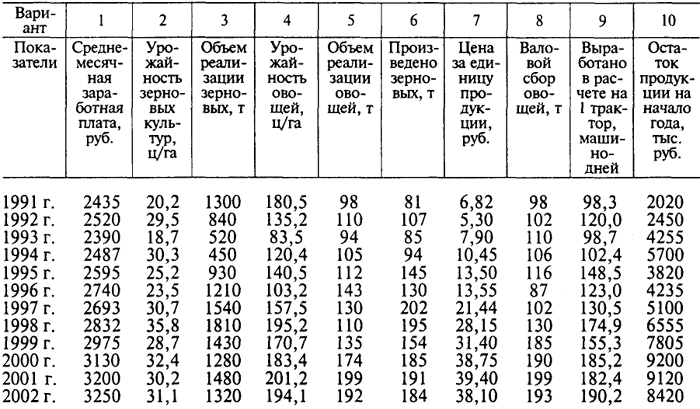 Вари-
ант 1 2 3 4 5 6 7 8 9 10
Пока- Средне- Уро- Объем Уро- Объем Произ- Цена Вало- Выра- Оста-
затели месяч- жай- реали- жай- реали- ведено за еди- вой ботано ток
ная ность зации ность зации зерно- ницу сбор в рас- продук-
зара- зерно- зерно- ово- ово- вых, т про- ово- чете на ции на
ботная вых вых, т щей, щей, т дук- щей, т 1 трак- начало
плата, куль- ц/га ции, тор, года,
руб. тур, руб. маши- тыс.
ц/га но- руб.
дней
1991 г. 2435 20,2 1300 180,5 98 81 6,82 98 98,3 2020
1992 г. 2520 29,5 840 135,2 110 107 5,30 102 120,0 2450
1993 г. 2390 18,7 520 83,5 94 85 7,90 110 98,7 4255
1994 г. 2487 30,3 450 120,4 105 94 10,45 106 102,4 5700
1995 г. 2595 25,2 930 140,5 112 145 13,50 116 148,5 3820
1996 г. 2740 23,5 1210 103,2 143 130 13,55 87 123,0 4235
1997 г. 2693 30,7 1540 157,5 130 202 21,44 102 130,5 5100
1998 г. 2832 35,8 1810 195,2 110 195 28,15 130 174,9 6555
1999 г. 2975 28,7 1430 170,7 135 154 31,40 185 155,3 7805
2000 г. 3130 32,4 1280 183,4 174 185 38,75 190 185,2 9200
2001 г. 3200 30,2 1480 201,2 199 191 39,40 199 182,4 9120
2002 г. 3250 31,1 1320 194,1 192 184 38,10 193 190,2 8420